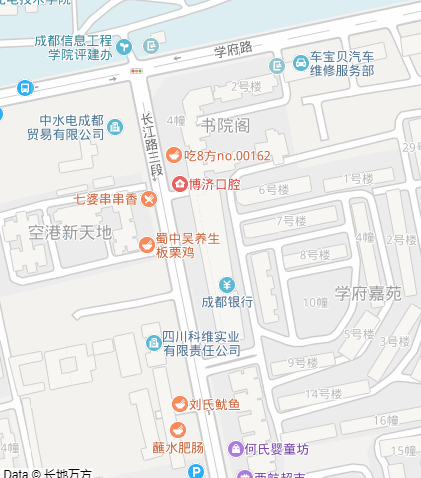 成都信息工程
学院评建办
学府路
车宝贝汽车
维修服务部
2号楼
中水电成都
贸易有限公司
4幢
书院阁
长江路三段
吃8方no.00162
博济口腔
6号楼
1号楼
七婆串串香
空港新天地
蜀中吴养生
板栗鸡
7号楼
4幢
2号楼
8号楼
成都银行
10幢
学府嘉苑
四川科维实业
有限责任公司
5号楼
3号楼
9号楼
14号楼
刘氏鱿鱼
16幢
蘸水肥肠
何氏婴童坊
15号
4幢
P
Data © 长地万方